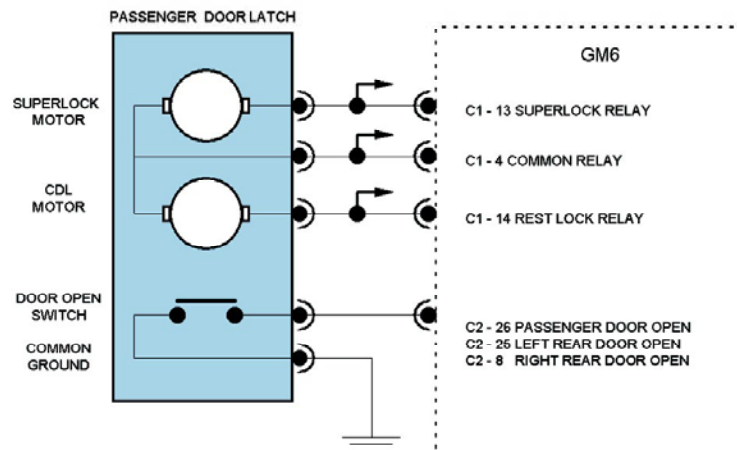 PASSENGER DOOR LATCH
GM6
SUPERLOCK
MOTOR
C1 - 13 SUPERLOCK RELAY
C1 - 4 COMMON RELAY
CDL
MOTOR
C1 - 14 REST LOCK RELAY
DOOR OPEN
SWITCH
C2 - 26 PASSENGER DOOR OPEN
C2 - 25 LEFT REAR DOOR OPEN
C2 - 8 RIGHT REAR DOOR OPEN
COMMON
GROUND